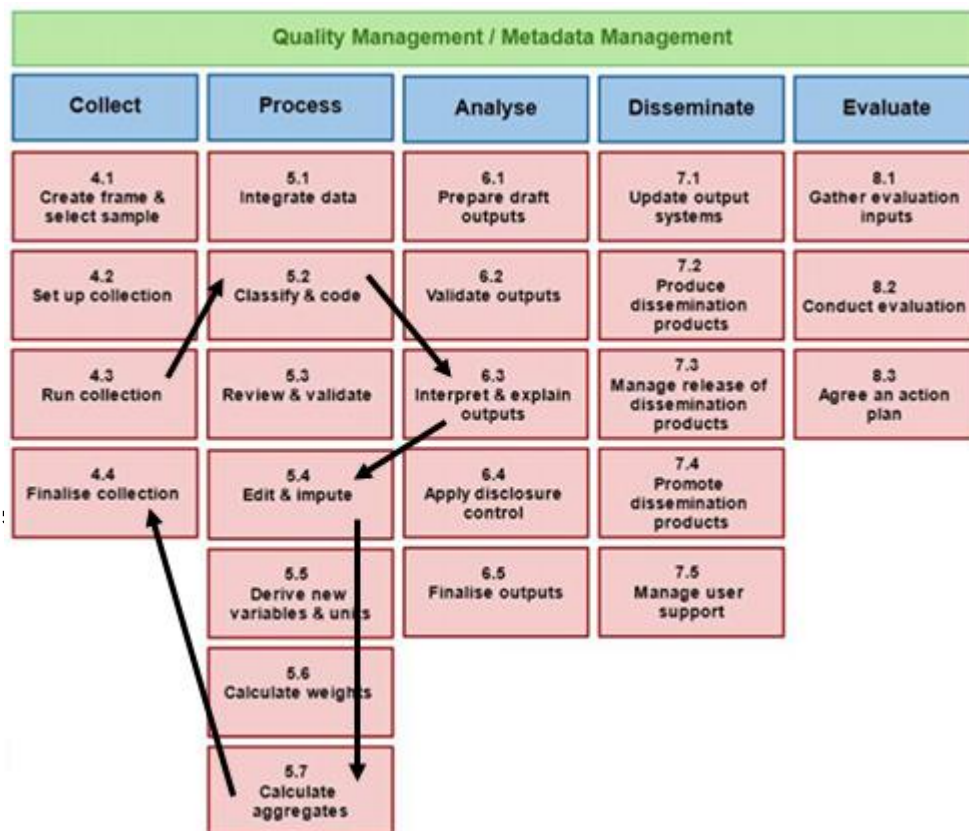 Quality Management / Metadata Management
Collect
Process
Analyse
Disseminate
Evaluate
4.1
Create frame &
select sample
5.1
Integrate data
6.1
Prepare draft
outputs
7.1
Update output
systems
8.1
Gather evaluation
inputs
4.2
Set up collection
5.2
Classify & code
6.2
Validate outputs
7.2
Produce
dissemination
products
8.2
Conduct evaluation
4.3
Run collection
5.3
Review & validate
6.3
Interpret & explain
outputs
7.3
Manage release of
dissemination
products
8.3
Agree an action
plan
4.4
Finalise collection
5.4
Edit & impute
6.4
Apply disclosure
control
7.4
Promote
dissemination
products
5.5
Derive new
variables & units
6.5
Finalise outputs
7.5
Manage user
support
5.6
Calculate weights
5.7
Calculate
aggregates